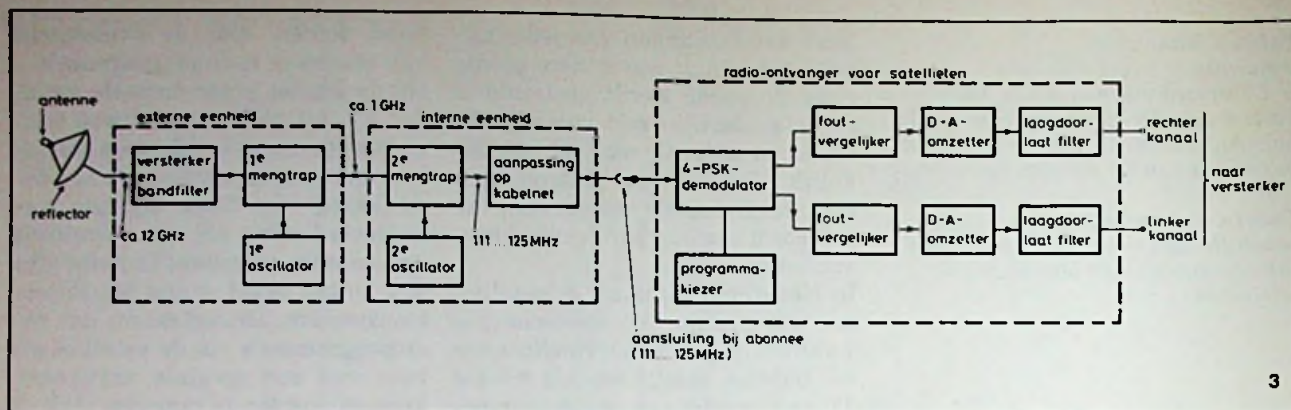 antenne
reflector
ca 12 GHz
externe eenheid
versterker
en
bandfilter
1e
mengtrap
1e
oscillator
ca. 1 GHz
interne eenheid
2e
mengtrap
2e
oscillator
111 ... 125 MHz
aanpassing
op
kabelnet
aansluiting bij abonnee
(111 ... 125 MHz)
radio-ontvanger voor satellieten
4-PSK-
demodulator
programma-
kiezer
fout-
vergelijker
D-A-
omzetter
laagdoor-
laat filter
rechter
kanaal
fout-
vergelijker
D-A-
omzetter
laagdoor-
laat filter
linker
kanaal
naar
versterker
3